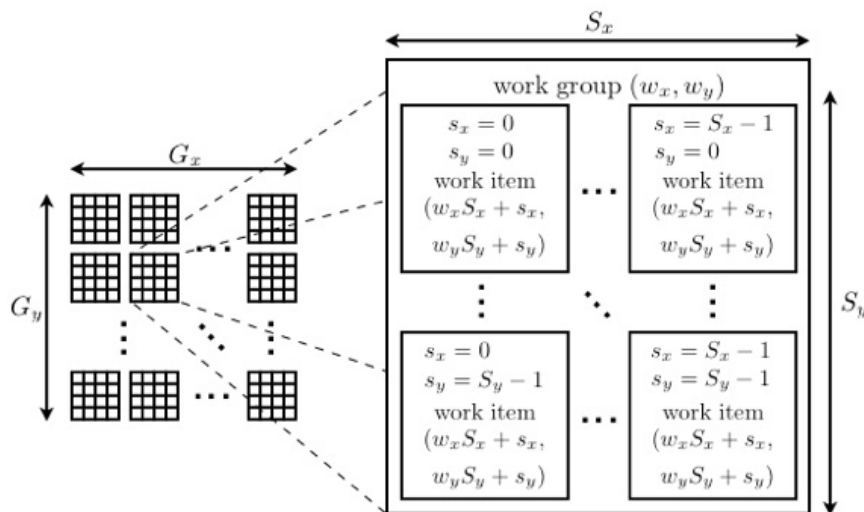 S_x
work group (w_x, w_y)
G_x
G_y
s_x = 0
s_y = 0
work item
(w_xS_x + s_x,
w_yS_y + s_y)
...
s_x = S_x − 1
s_y = 0
work item
(w_xS_x + s_x,
w_yS_y + s_y)
S_y
s_x = 0
s_y = S_y − 1
work item
(w_xS_x + s_x,
w_yS_y + s_y)
...
s_x = S_x − 1
s_y = S_y − 1
work item
(w_xS_x + s_x,
w_yS_y + s_y)